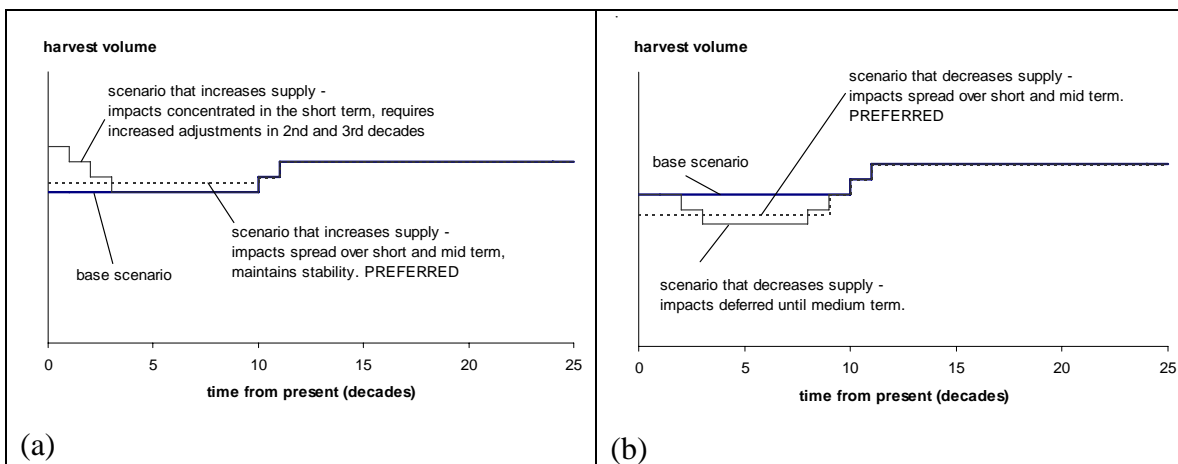 harvest volume
scenario that increases supply -
impacts concentrated in the short term, requires
increased adjustments in 2nd and 3rd decades
base scenario
scenario that increases supply -
impacts spread over short and mid term,
maintains stability. PREFERRED
0 5 10 15 20 25
time from present (decades)
(a)
harvest volume
scenario that decreases supply -
impacts spread over short and mid term.
PREFERRED
base scenario
scenario that decreases supply -
impacts deferred until medium term.
0 5 10 15 20 25
time from present (decades)
(b)